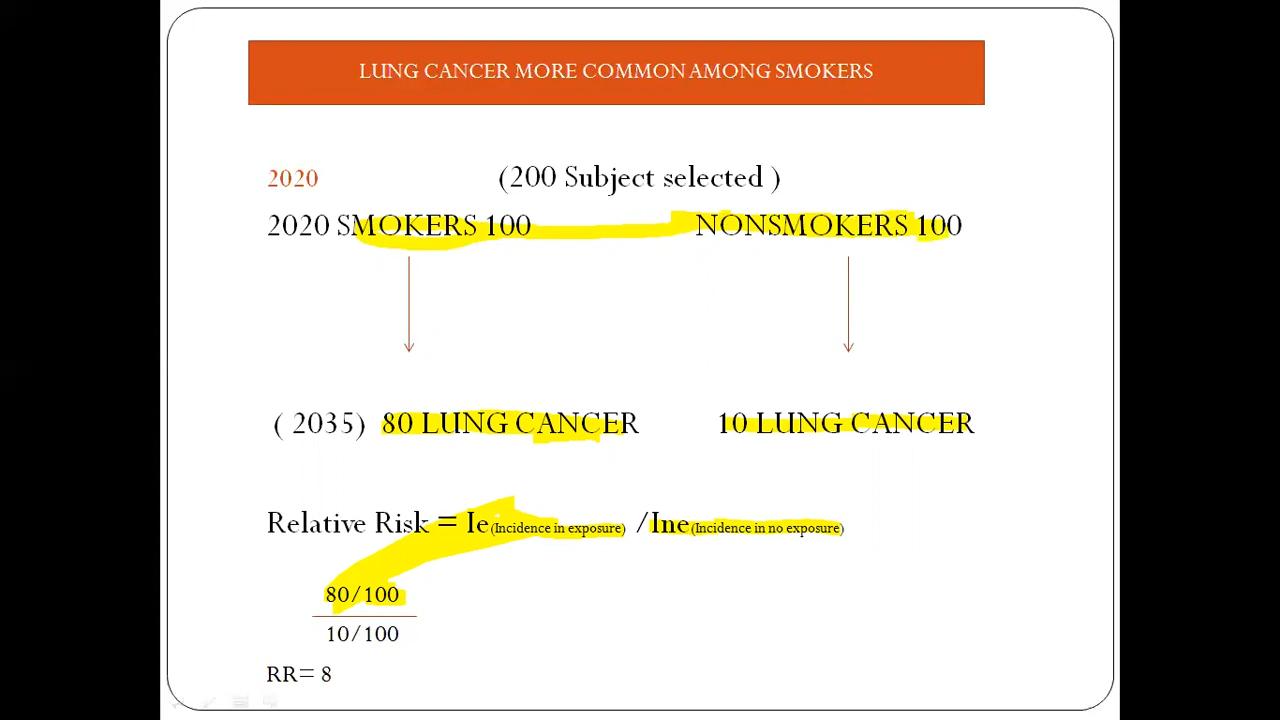 LUNG CANCER MORE COMMON AMONG SMOKERS
2020 (200 Subject selected )
2020 SMOKERS 100 NONSMOKERS 100
( 2035) 80 LUNG CANCER 10 LUNG CANCER
Relative Risk = Ie(Incidence in exposure) /Ine(Incidence in no exposure)
80/100
10/100
RR= 8